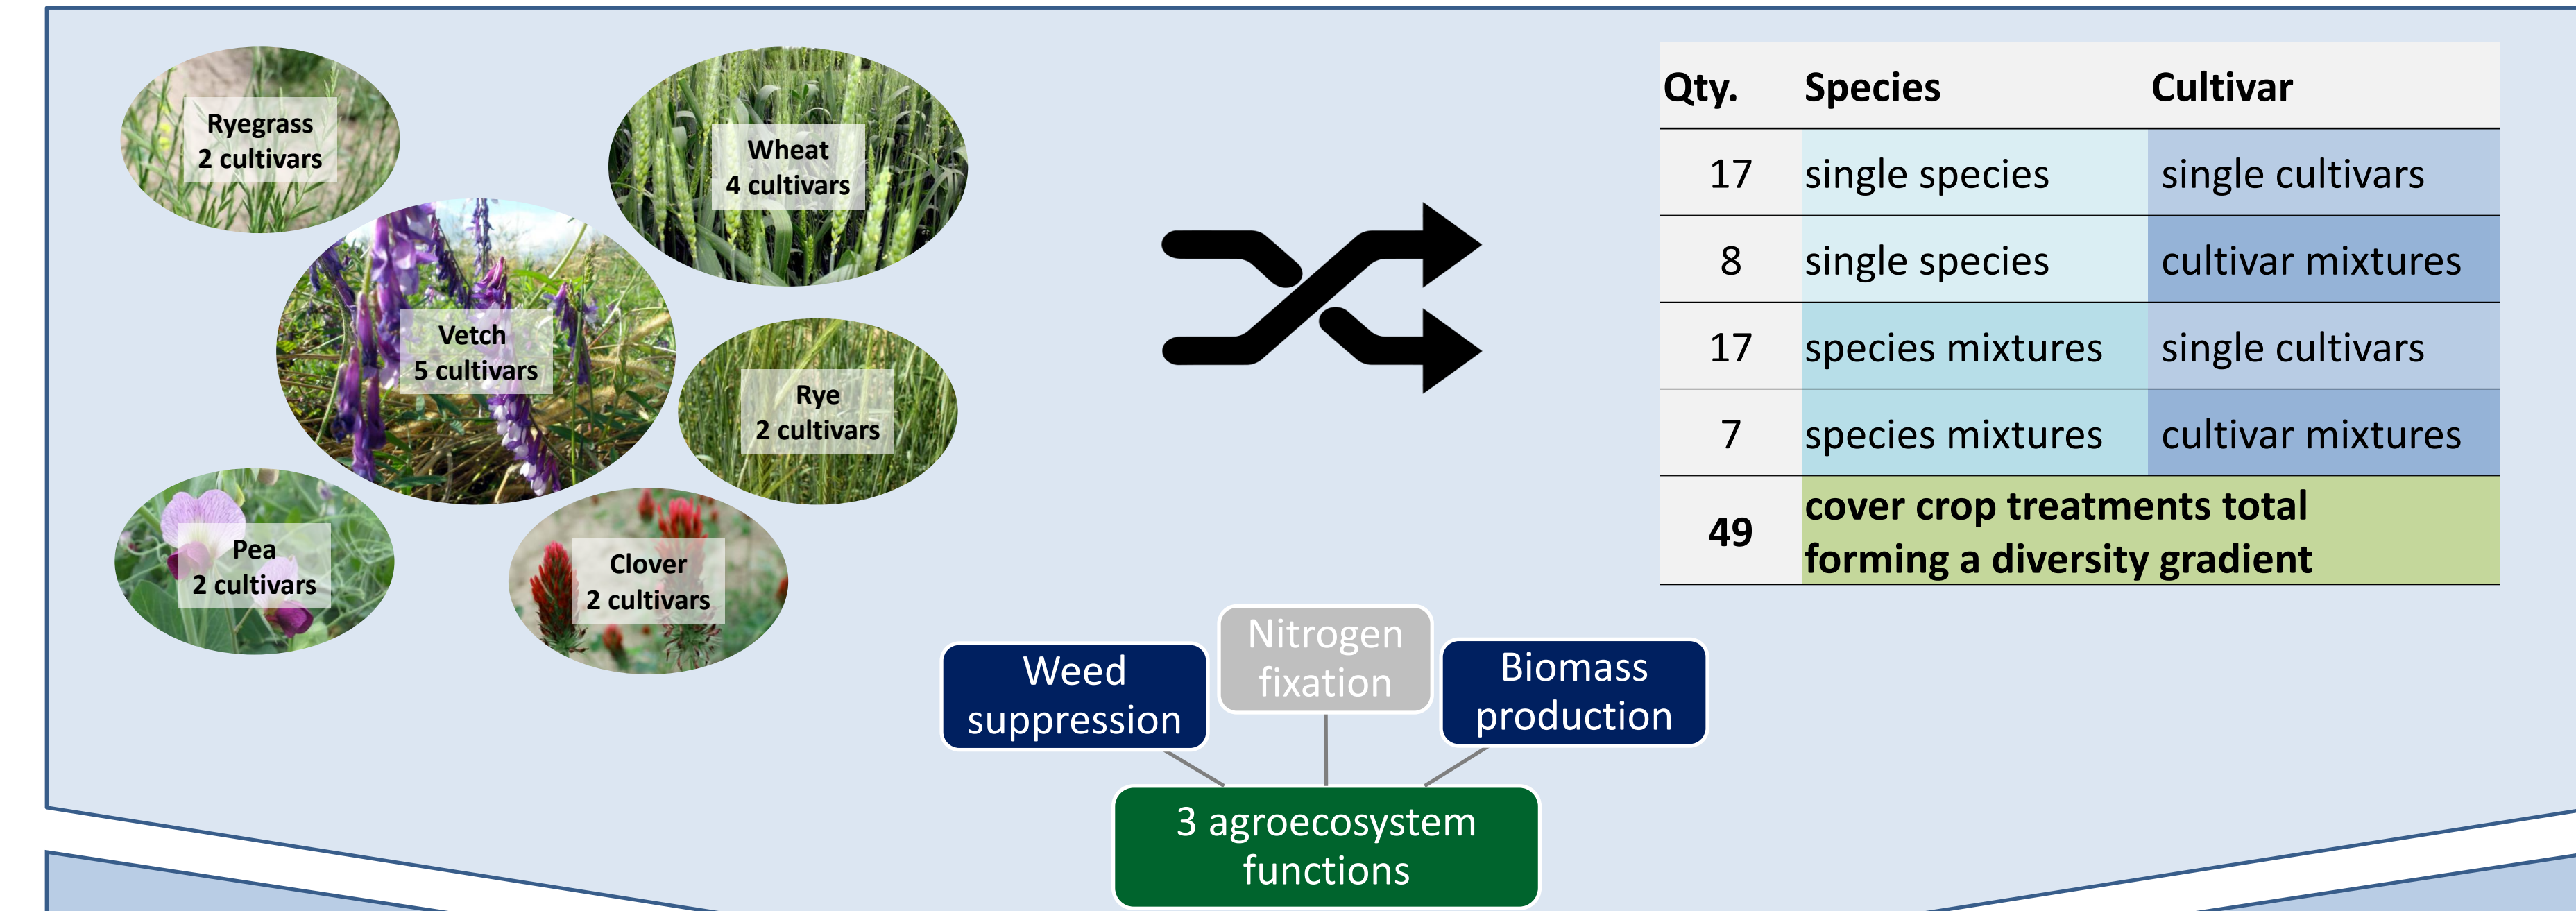 Ryegrass
2 cultivars
Wheat
4 cultivars
Vetch
5 cultivars
Rye
2 cultivars
Pea
2 cultivars
Clover
2 cultivars
Qty. Species Cultivar
17 single species single cultivars
8 single species cultivar mixtures
17 species mixtures single cultivars
7 species mixtures cultivar mixtures
49 cover crop treatments total
forming a diversity gradient
Weed
suppression
Nitrogen
fixation
Biomass
production
3 agroecosystem
functions